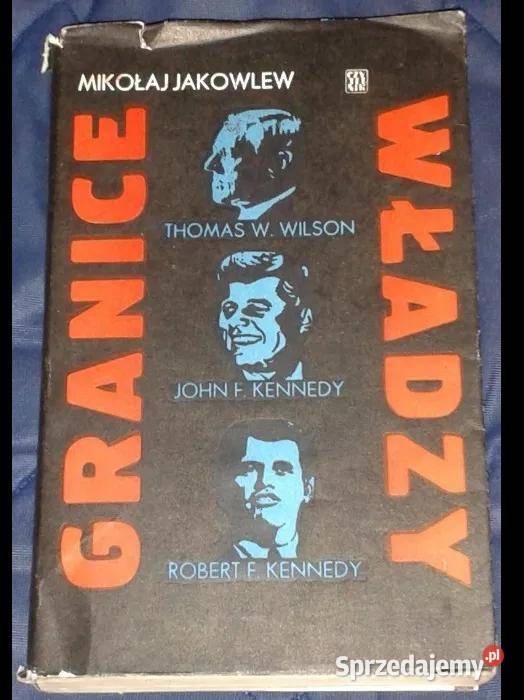 MIKOŁAJ JAKOWLEW
GRANICE
WŁADZY
THOMAS W. WILSON
JOHN F. KENNEDY
ROBERT F. KENNEDY
Sprzedajemy.pl